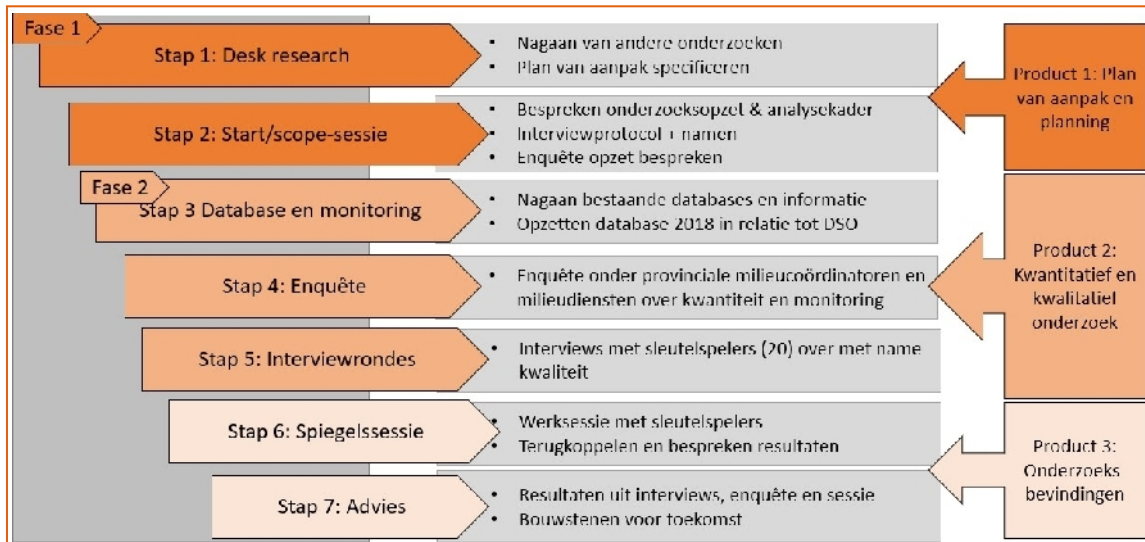 Fase 1
Stap 1: Desk research
• Nagaan van andere onderzoeken
• Plan van aanpak specificeren
Product 1: Plan
van aanpak en
planning
Stap 2: Start/scope-sessie
• Bespreken onderzoeksopzet & analysekader
• Interviewprotocol + namen
• Enquête opzet bespreken
Fase 2
Stap 3 Database en monitoring
• Nagaan bestaande databases en informatie
• Opzetten database 2018 in relatie tot DSO
Product 2:
Kwantitatief en
kwalitatief
onderzoek
Stap 4: Enquête
• Enquête onder provinciale milieucoördinatoren en
milieudiensten over kwantiteit en monitoring
Stap 5: Interviewrondes
• Interviews met sleutelspelers (20) over met name
kwaliteit
Stap 6: Spiegelssessie
• Werksessie met sleutelspelers
• Terugkoppelen en bespreken resultaten
Product 3:
Onderzoeks
bevindingen
Stap 7: Advies
• Resultaten uit interviews, enquête en sessie
• Bouwstenen voor toekomst